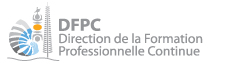 DFPC
Direction de la Formation
Professionnelle Continue